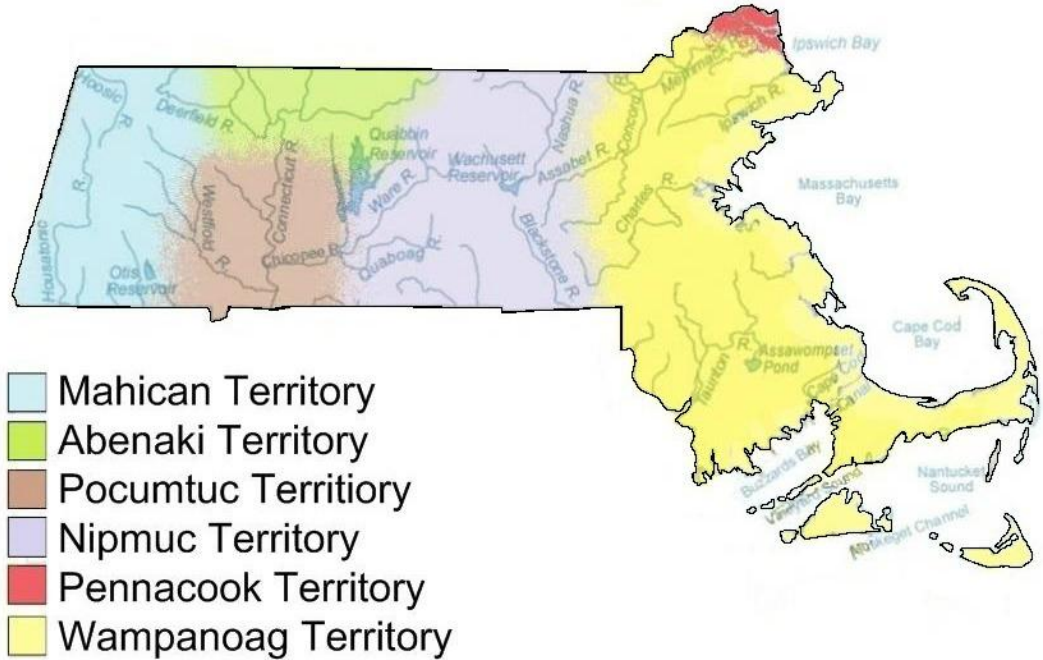 Hoosic
R.
Deerfield R.
Connecticut R.
Westfield
R.
Housatonic
R.
Otis
Reservoir
Chicopee R.
Quabbin
Reservoir
Ware R.
Quaboag R.
Wachusett
Reservoir
Nashua R.
Assabet R.
Blackstone R.
Concord
R.
Merrimack R.
Ipswich R.
Ipswich Bay
Charles R.
Massachusetts
Bay
Taunton R.
Assawompset
Pond
Cape Cod
Canal
Cape Cod
Bay
Buzzards Bay
Vineyard Sound
Nantucket
Sound
Muskeget Channel
Mahican Territory
Abenaki Territory
Pocumtuc Territiory
Nipmuc Territory
Pennacook Territory
Wampanoag Territory